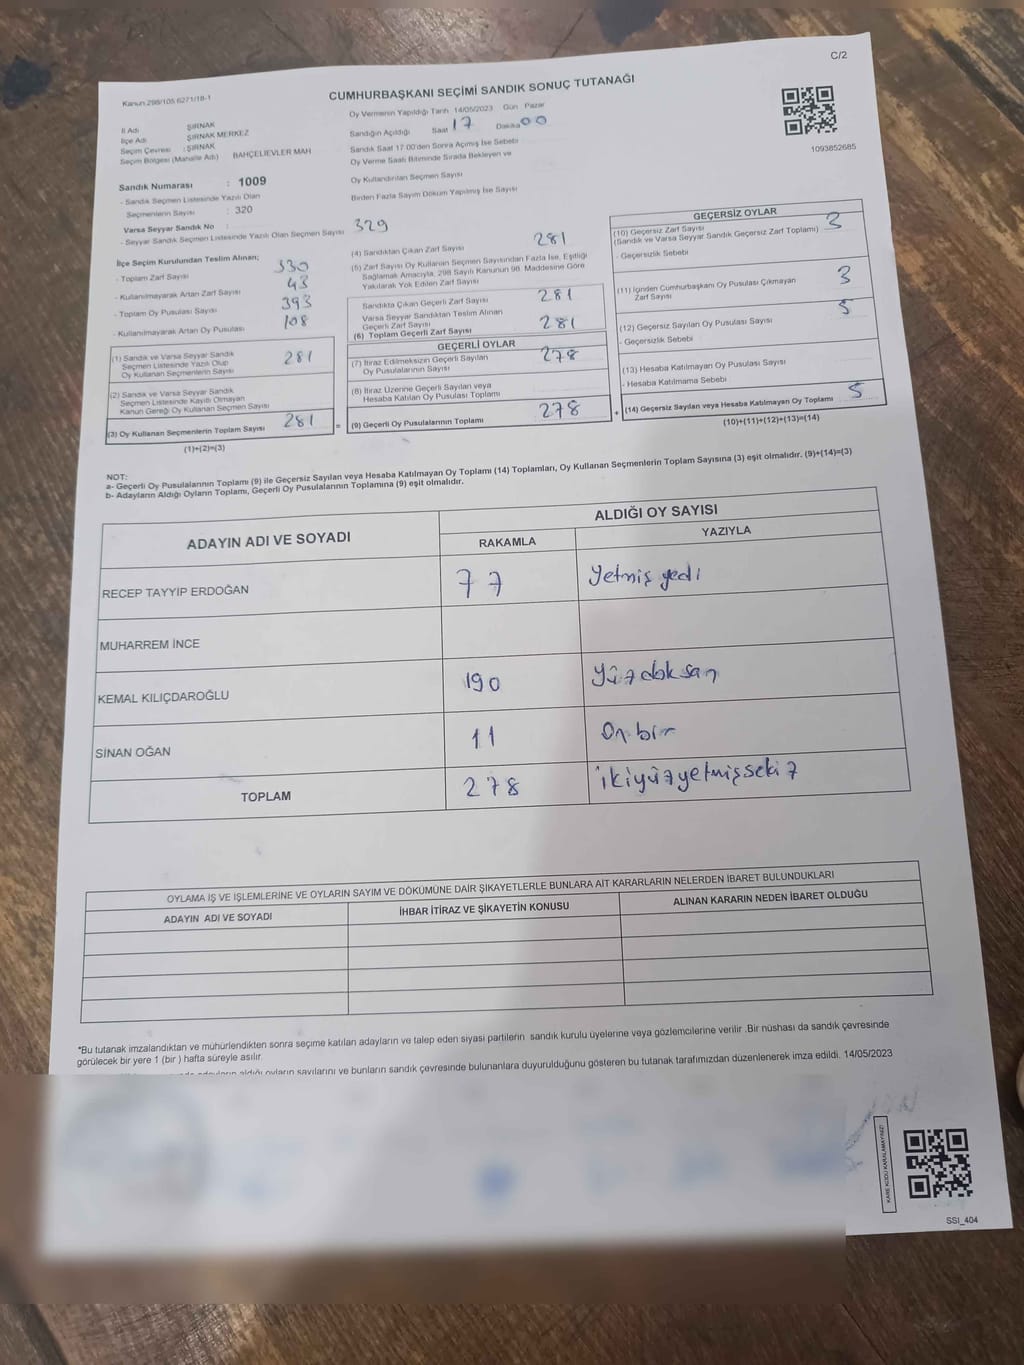 C/2
Kanun 298/105 6271/18-1
CUMHURBAŞKANI SEÇİMİ SANDIK SONUÇ TUTANAĞI
İl Adı : ŞIRNAK
İlçe Adı : ŞIRNAK MERKEZ
Seçim Çevresi : ŞIRNAK
Seçim Bölgesi (Mahalle Adı) BAHÇELİEVLER MAH
Sandık Numarası : 1009
- Sandık Seçmen Listesinde Yazılı Olan
Seçmenlerin Sayısı : 320
Varsa Seyyar Sandık No :
- Seyyar Sandık Seçmen Listesinde Yazılı Olan Seçmen Sayısı 329
Oy Vermenin Yapıldığı Tarih 14/05/2023 Gün Pazar
Sandığın Açıldığı Saat 17 Dakika 00
Sandık Saat 17:00'den Sonra Açılmış İse Sebebi
Oy Verme Saati Bitiminde Sırada Bekleyen ve
Oy Kullandırılan Seçmen Sayısı
Birden Fazla Sayım Döküm Yapılmış İse Sayısı
1093852685
İlçe Seçim Kurulundan Teslim Alınan;
- Toplam Zarf Sayısı 330
- Kullanılmayarak Artan Zarf Sayısı 43
- Toplam Oy Pusulası Sayısı 393
- Kullanılmayarak Artan Oy Pusulası 108
(1) Sandık ve Varsa Seyyar Sandık
Seçmen Listesinde Yazılı Olup
Oy Kullanan Seçmenlerin Sayısı 281
(2) Sandık ve Varsa Seyyar Sandık
Seçmen Listesinde Kayıtlı Olmayan
Kanun Gereği Oy Kullanan Seçmen Sayısı
(3) Oy Kullanan Seçmenlerin Toplam Sayısı 281
(1)+(2)=(3)
(4) Sandıktan Çıkan Zarf Sayısı 281
(5) Zarf Sayısı Oy Kullanan Seçmen Sayısından Fazla İse, Eşitliği
Sağlamak Amacıyla, 298 Sayılı Kanunun 98. Maddesine Göre
Yakılarak Yok Edilen Zarf Sayısı
Sandıkta Çıkan Geçerli Zarf Sayısı 281
Varsa Seyyar Sandıktan Teslim Alınan
Geçerli Zarf Sayısı
(6) Toplam Geçerli Zarf Sayısı 281
GEÇERLİ OYLAR
(7) İtiraz Edilmeksizin Geçerli Sayılan
Oy Pusulalarının Sayısı 278
(8) İtiraz Üzerine Geçerli Sayılan veya
Hesaba Katılan Oy Pusulası Toplamı
= (9) Geçerli Oy Pusulalarının Toplamı 278
GEÇERSİZ OYLAR
(10) Geçersiz Zarf Sayısı
(Sandık ve Varsa Seyyar Sandık Geçersiz Zarf Toplamı) 3
- Geçersizlik Sebebi
(11) İçinden Cumhurbaşkanı Oy Pusulası Çıkmayan
Zarf Sayısı 3
(12) Geçersiz Sayılan Oy Pusulası Sayısı
- Geçersizlik Sebebi
(13) Hesaba Katılmayan Oy Pusulası Sayısı
- Hesaba Katılmama Sebebi
+ (14) Geçersiz Sayılan veya Hesaba Katılmayan Oy Toplamı
(10)+(11)+(12)+(13)=(14)
NOT:
a- Geçerli Oy Pusulalarının Toplamı (9) ile Geçersiz Sayılan veya Hesaba Katılmayan Oy Toplamı (14) Toplamları, Oy Kullanan Seçmenlerin Toplam Sayısına (3) eşit olmalıdır. (9)+(14)=(3)
b- Adayların Aldığı Oyların Toplamı, Geçerli Oy Pusulalarının Toplamına (9) eşit olmalıdır.
ADAYIN ADI VE SOYADI
ALDIĞI OY SAYISI
RAKAMLA YAZIYLA
RECEP TAYYİP ERDOĞAN 77 Yetmiş yedi
MUHARREM İNCE
KEMAL KILIÇDAROĞLU 190 Yüz doksan
SİNAN OĞAN 11 On bir
TOPLAM 278 ikiyüz yetmiş sekiz
OYLAMA İŞ VE İŞLEMLERİNE VE OYLARIN SAYIM VE DÖKÜMÜNE DAİR ŞİKAYETLERLE BUNLARA AİT KARARLARIN NELERDEN İBARET BULUNDUKLARI
ADAYIN ADI VE SOYADI İHBAR İTİRAZ VE ŞİKAYETİN KONUSU ALINAN KARARIN NEDEN İBARET OLDUĞU
*Bu tutanak imzalandıktan ve mühürlendikten sonra seçime katılan adayların ve talep eden siyasi partilerin sandık kurulu üyelerine veya gözlemcilerine verilir .Bir nüshası da sandık çevresinde
görülecek bir yere 1 (bir ) hafta süreyle asılır.
aldığı oyların sayılarını ve bunların sandık çevresinde bulunanlara duyurulduğunu gösteren bu tutanak tarafımızdan düzenlenerek imza edildi. 14/05/2023
KARE KODU KARALAMAYINIZ!
SSI_404